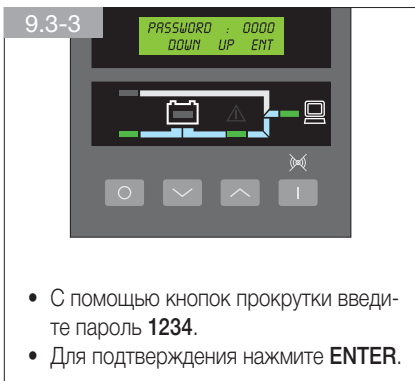 9.3-3
PASSWORD : 0000
DOWN UP ENT
• С помощью кнопок прокрутки введи-
те пароль 1234.
• Для подтверждения нажмите ENTER.